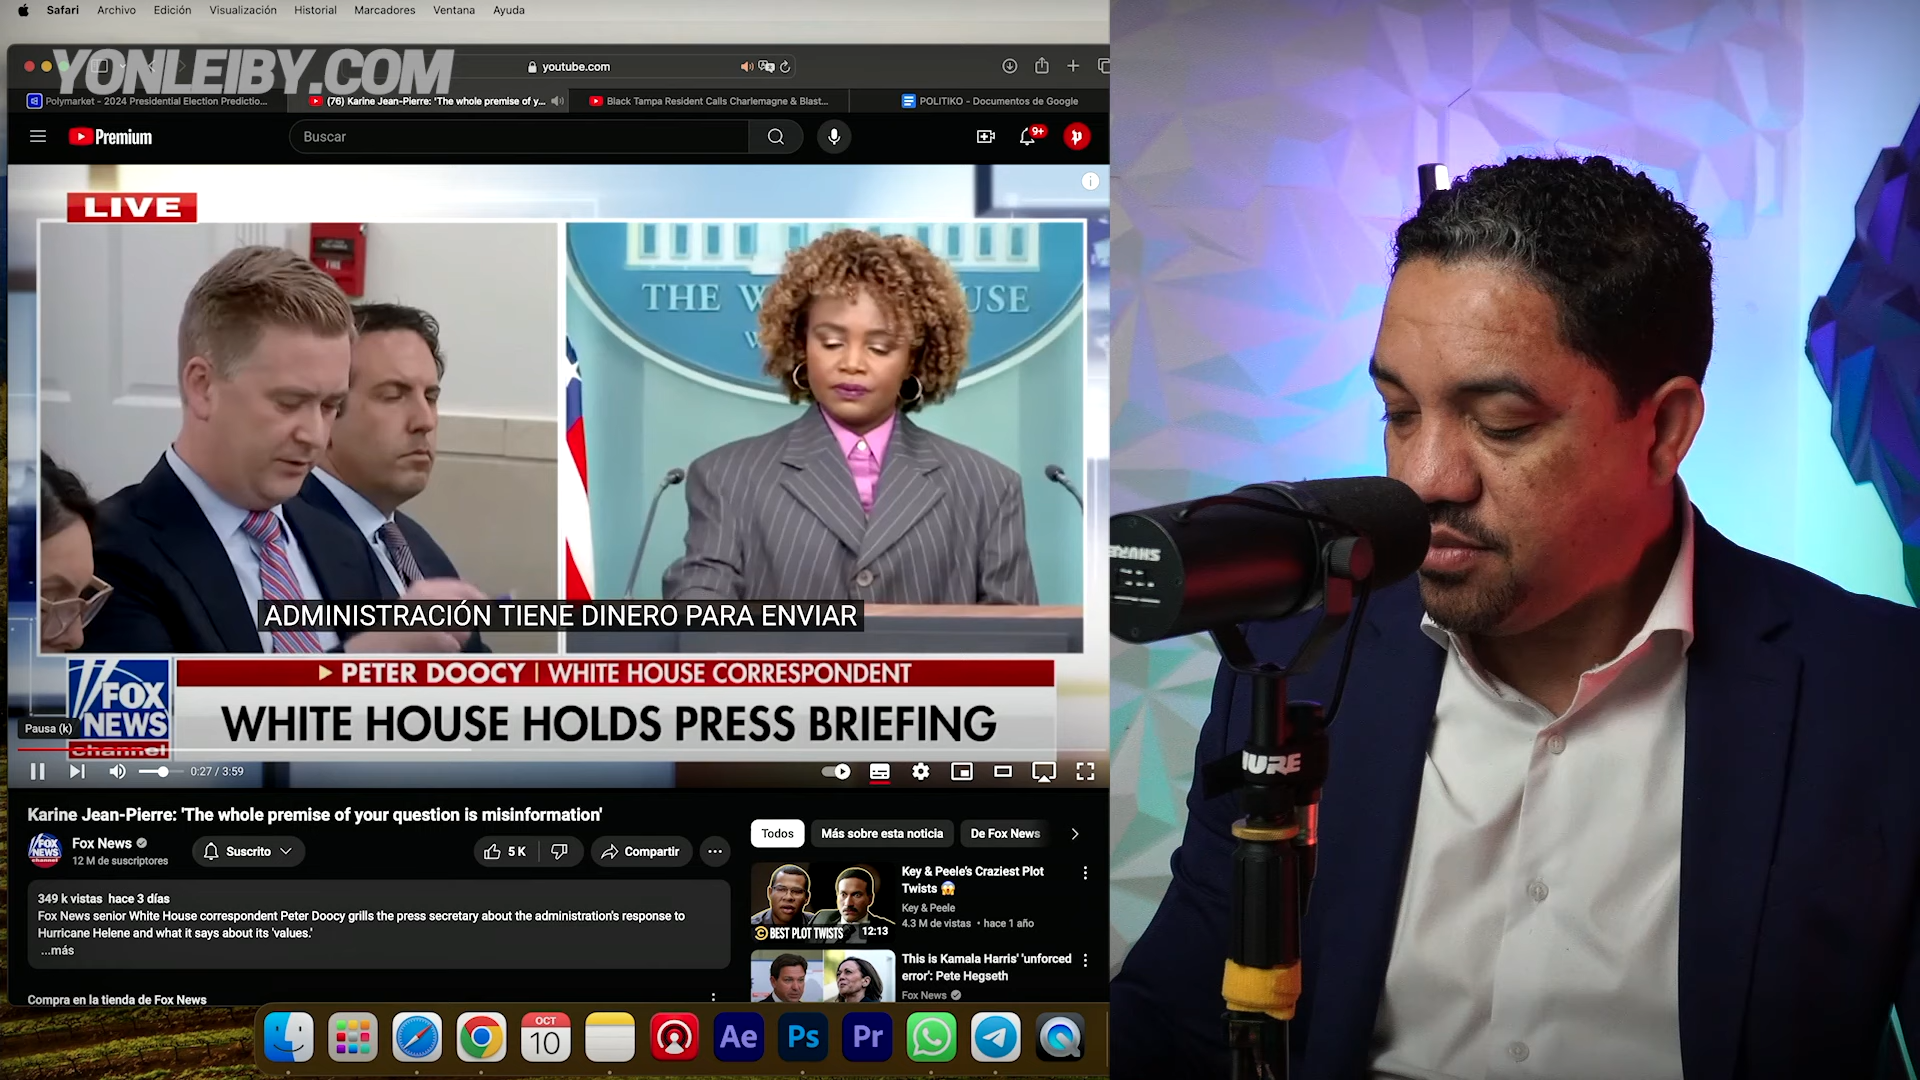 Safari Archivo Edición Visualización Historial Marcadores Ventana Ayuda
YONLEIBY.COM
youtube.com
Polymarket - 2024 Presidential Election Predictio...
(76) Karine Jean-Pierre: 'The whole premise of y...
Black Tampa Resident Calls Charlemagne & Blast...
POLITIKO - Documentos de Google
Premium
Buscar
9+
LIVE
THE W USE
ADMINISTRACIÓN TIENE DINERO PARA ENVIAR
PETER DOOCY | WHITE HOUSE CORRESPONDENT
FOX
NEWS
channel
WHITE HOUSE HOLDS PRESS BRIEFING
Pausa (k)
0:27 / 3:59
Karine Jean-Pierre: 'The whole premise of your question is misinformation'
Fox News
12 M de suscriptores
Suscrito
5 K
Compartir
349 k vistas hace 3 días
Fox News senior White House correspondent Peter Doocy grills the press secretary about the administration's response to
Hurricane Helene and what it says about its 'values.'
...más
Compra en la tienda de Fox News
Todos
Más sobre esta noticia
De Fox News
BEST PLOT TWISTS
12:13
Key & Peele's Craziest Plot
Twists 😱
Key & Peele
4.3 M de vistas • hace 1 año
This is Kamala Harris' 'unforced
error': Pete Hegseth
Fox News
OCT
10
Ae
Ps
Pr
URE